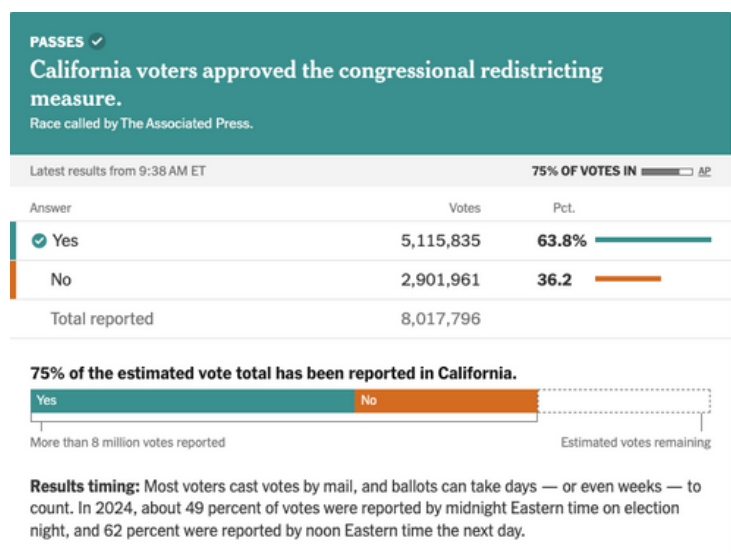 PASSES
California voters approved the congressional redistricting
measure.
Race called by The Associated Press.
Latest results from 9:38 AM ET 75% OF VOTES IN AP
Answer Votes Pct.
Yes 5,115,835 63.8%
No 2,901,961 36.2
Total reported 8,017,796
75% of the estimated vote total has been reported in California.
Yes No
More than 8 million votes reported Estimated votes remaining
Results timing: Most voters cast votes by mail, and ballots can take days — or even weeks — to
count. In 2024, about 49 percent of votes were reported by midnight Eastern time on election
night, and 62 percent were reported by noon Eastern time the next day.